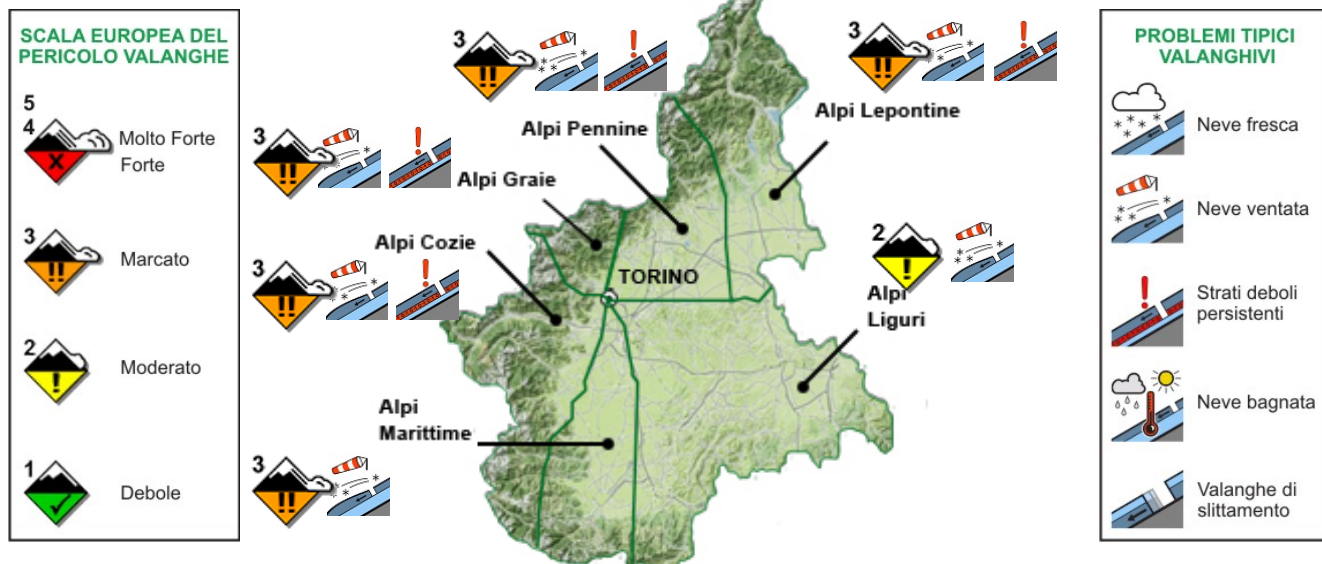 SCALA EUROPEA DEL
PERICOLO VALANGHE
5
4
Molto Forte
Forte
3
Marcato
2
Moderato
1
Debole
3
3
Alpi Lepontine
Alpi Pennine
3
Alpi Graie
Alpi Cozie
3
TORINO
2
Alpi
Liguri
Alpi
Marittime
3
PROBLEMI TIPICI
VALANGHIVI
Neve fresca
Neve ventata
Strati deboli
persistenti
Neve bagnata
Valanghe di
slittamento